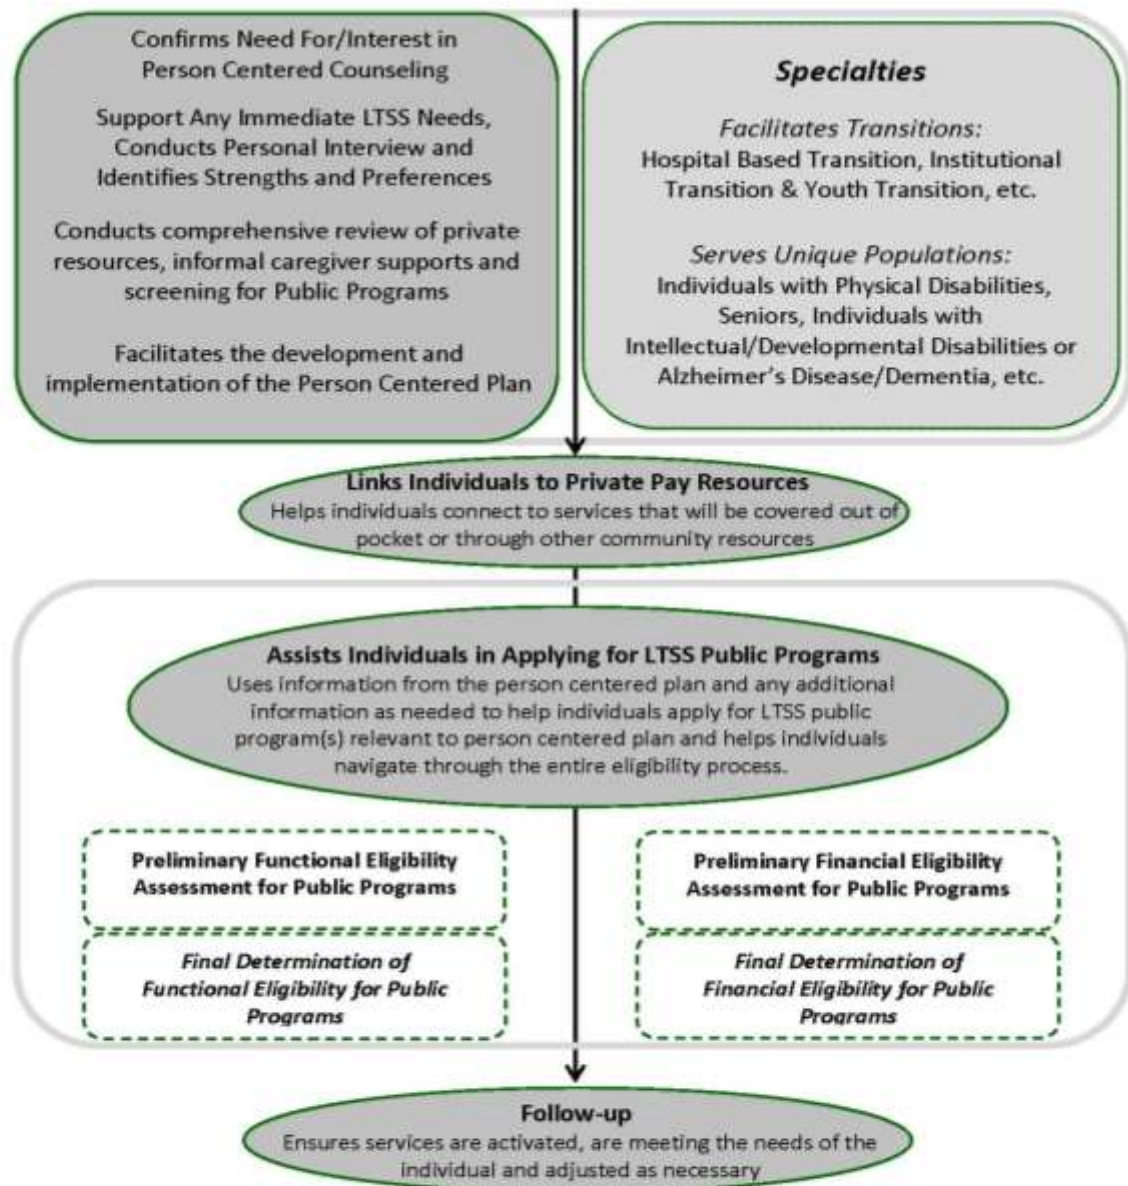 Confirms Need For/Interest in
Person Centered Counseling
Support Any Immediate LTSS Needs,
Conducts Personal Interview and
Identifies Strengths and Preferences
Conducts comprehensive review of private
resources, informal caregiver supports and
screening for Public Programs
Facilitates the development and
implementation of the Person Centered Plan
Specialties
Facilitates Transitions:
Hospital Based Transition, Institutional
Transition & Youth Transition, etc.
Serves Unique Populations:
Individuals with Physical Disabilities,
Seniors, Individuals with
Intellectual/Developmental Disabilities or
Alzheimer's Disease/Dementia, etc.
Links Individuals to Private Pay Resources
Helps individuals connect to services that will be covered out of
pocket or through other community resources
Assists Individuals in Applying for LTSS Public Programs
Uses information from the person centered plan and any additional
information as needed to help individuals apply for LTSS public
program(s) relevant to person centered plan and helps individuals
navigate through the entire eligibility process.
Preliminary Functional Eligibility
Assessment for Public Programs
Final Determination of
Functional Eligibility for Public
Programs
Preliminary Financial Eligibility
Assessment for Public Programs
Final Determination of
Financial Eligibility for Public
Programs
Follow-up
Ensures services are activated, are meeting the needs of the
individual and adjusted as necessary